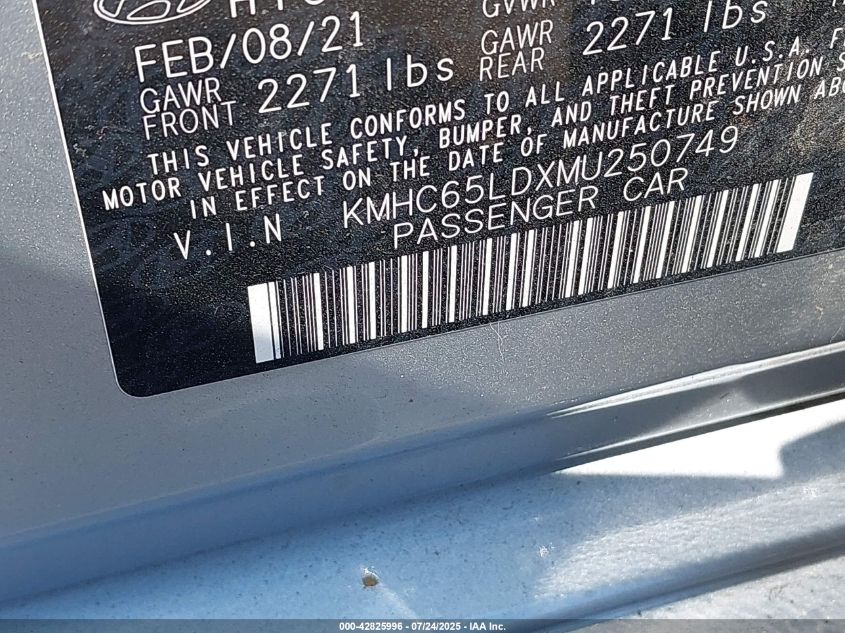 FEB/08/21
GAWR FRONT 2271 lbs
GAWR REAR 2271 lbs
THIS VEHICLE CONFORMS TO ALL APPLICABLE U.S.A.
MOTOR VEHICLE SAFETY, BUMPER, AND THEFT PREVENTION
IN EFFECT ON THE DATE OF MANUFACTURE SHOWN
V.I.N KMHC65LDXMU250749
PASSENGER CAR
000-42825996 - 07/24/2025 - IAA Inc.